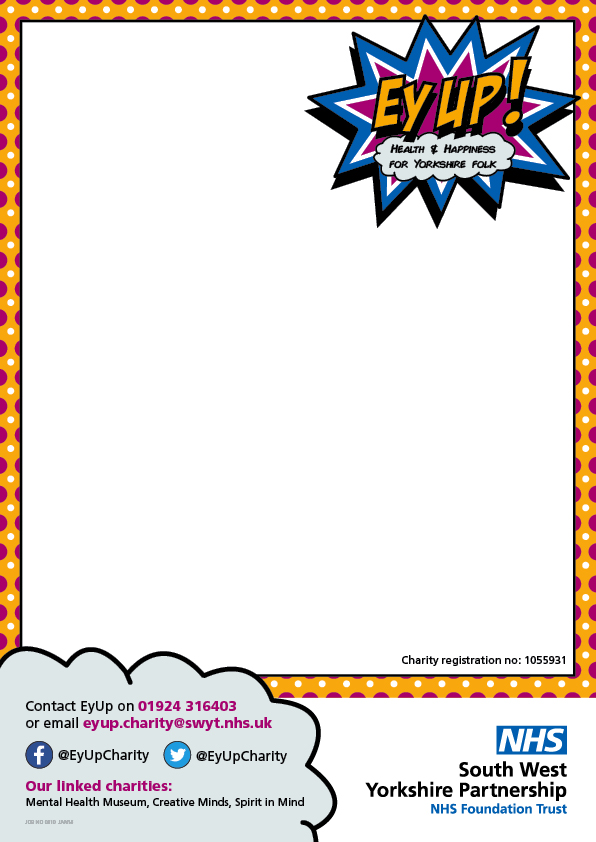 EY UP!
HEALTH & HAPPINESS
FOR YORKSHIRE FOLK
Charity registration no: 1055931
Contact EyUp on 01924 316403
or email eyup.charity@swyt.nhs.uk
@EyUpCharity @EyUpCharity
Our linked charities:
Mental Health Museum, Creative Minds, Spirit in Mind
NHS
South West
Yorkshire Partnership
NHS Foundation Trust